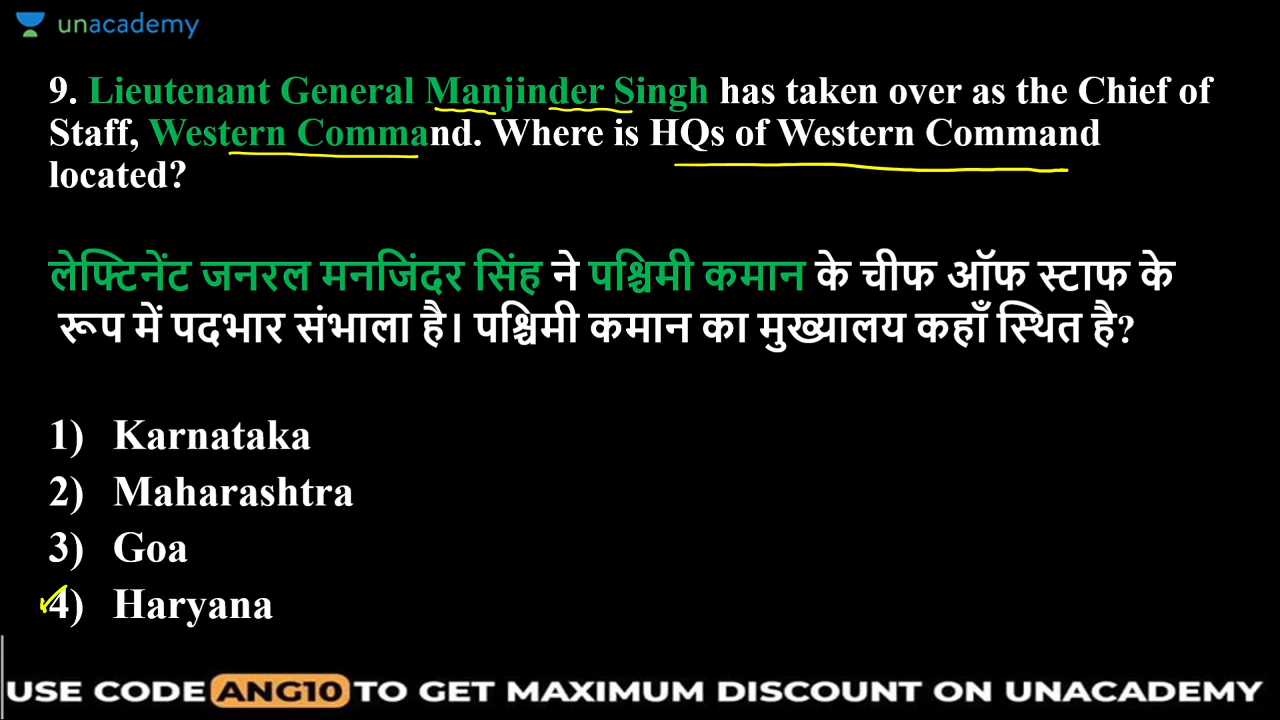 unacademy
9. Lieutenant General Manjinder Singh has taken over as the Chief of
Staff, Western Command. Where is HQs of Western Command
located?
लेफ्टिनेंट जनरल मनजिंदर सिंह ने पश्चिमी कमान के चीफ ऑफ स्टाफ के
रूप में पदभार संभाला है। पश्चिमी कमान का मुख्यालय कहाँ स्थित है?
1) Karnataka
2) Maharashtra
3) Goa
4) Haryana
USE CODE ANG10 TO GET MAXIMUM DISCOUNT ON UNACADEMY